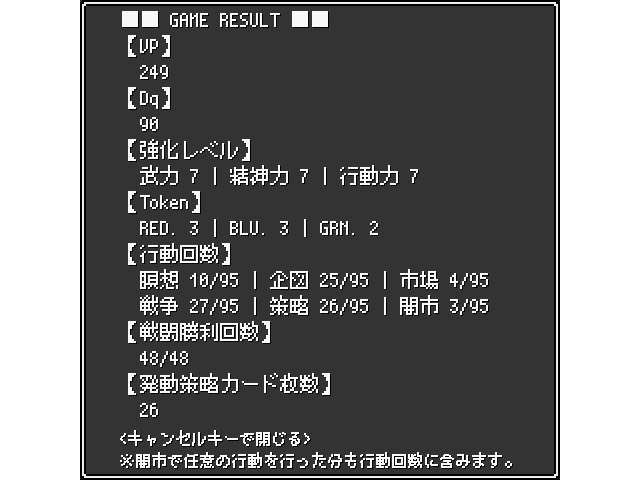 ■■ GAME RESULT ■■
【VP】
249
【Dq】
90
【強化レベル】
武力 7 | 精神力 7 | 行動力 7
【Token】
RED. 3 | BLU. 3 | GRN. 2
【行動回数】
瞑想 10/95 | 企図 25/95 | 市場 4/95
戦争 27/95 | 策略 26/95 | 闇市 3/95
【戦闘勝利回数】
48/48
【発動策略カード枚数】
26
<キャンセルキーで閉じる>
※闇市で任意の行動を行った分も行動回数に含みます。